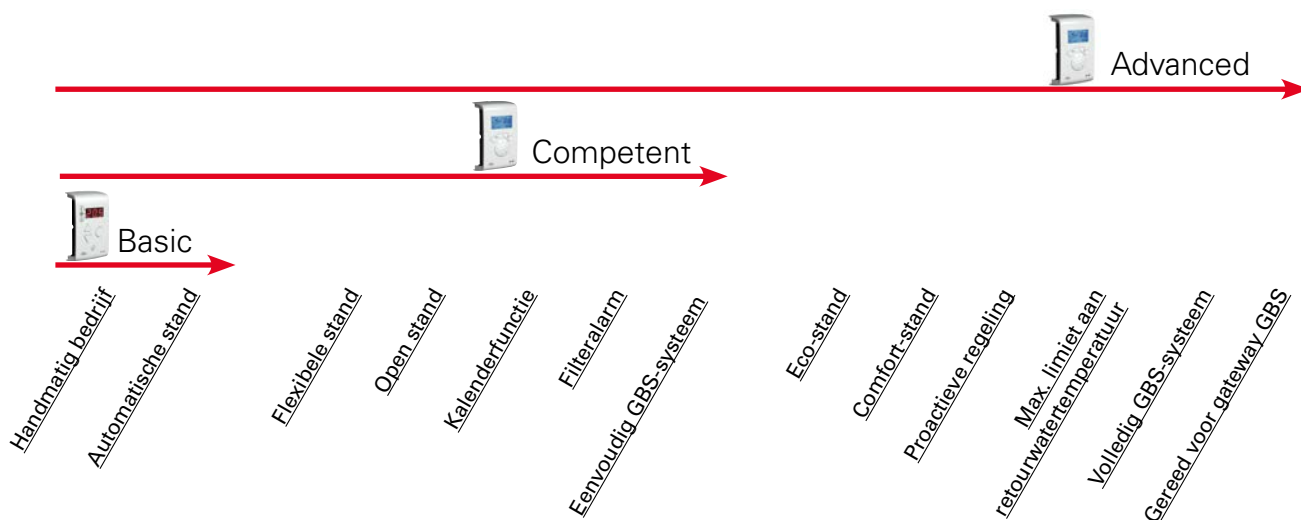 Advanced
Competent
Basic
Handmatig bedrijf
Automatische stand
Flexibele stand
Open stand
Kalenderfunctie
Filteralarm
Eenvoudig GBS-systeem
Eco-stand
Comfort-stand
Proactieve regeling
Max. limiet aan
retourwatertemperatuur
Volledig GBS-systeem
Gereed voor gateway GBS